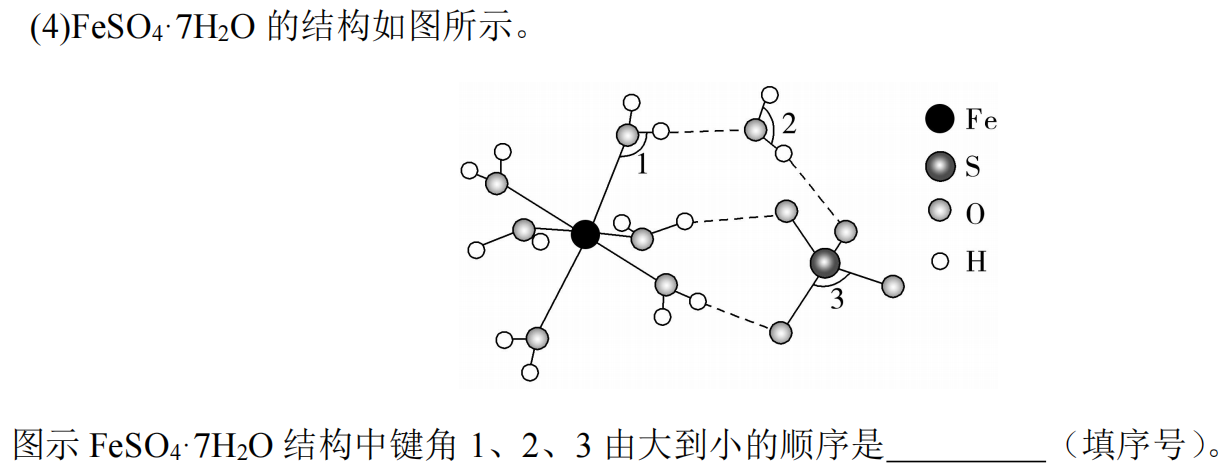 (4)FeSO₄·7H₂O 的结构如图所示。
Fe
S
O
H
1
2
3
图示 FeSO₄·7H₂O 结构中键角 1、2、3 由大到小的顺序是__________（填序号）。